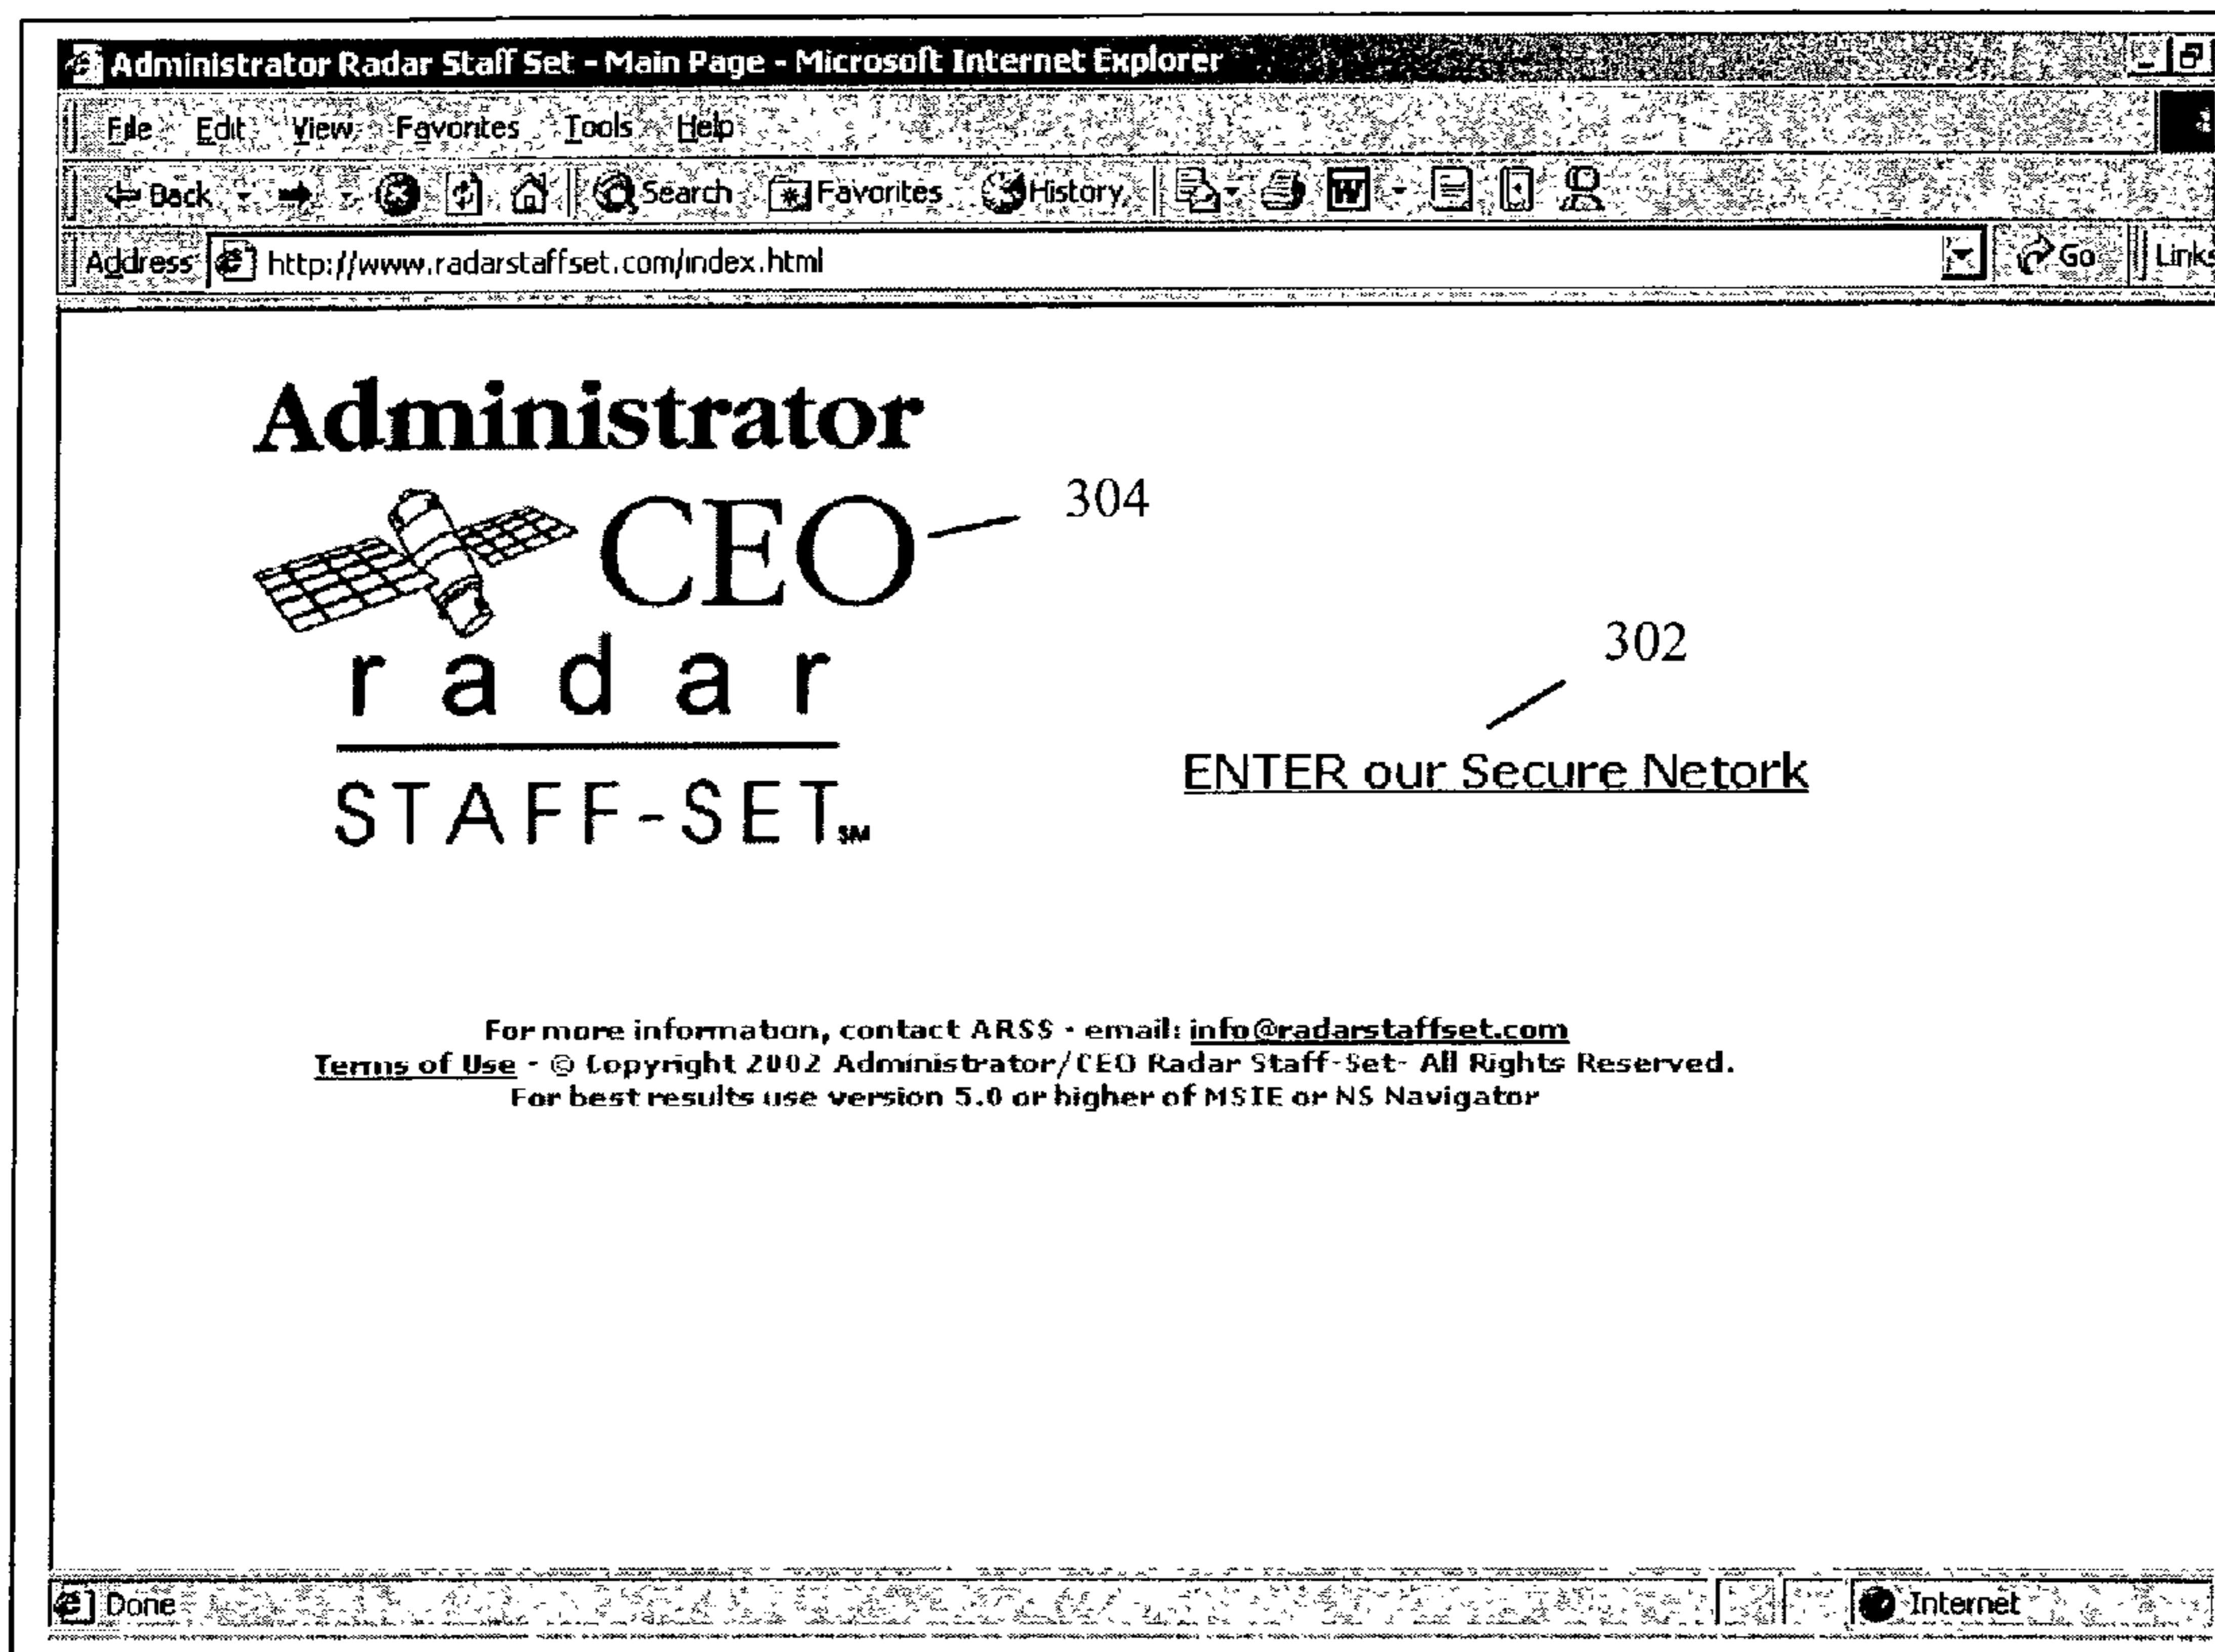 Administrator Radar Staff Set - Main Page - Microsoft Internet Explorer
File Edit View Favorites Tools Help
Back Search Favorites History
Address http://www.radarstaffset.com/index.html Go Links
Administrator
CEO 304
radar
302
ENTER our Secure Netork
STAFF-SET SM
For more information, contact ARSS - email: info@radarstaffset.com
Terms of Use - © Copyright 2002 Administrator/CEO Radar Staff-Set- All Rights Reserved.
For best results use version 5.0 or higher of MSIE or NS Navigator
Done Internet